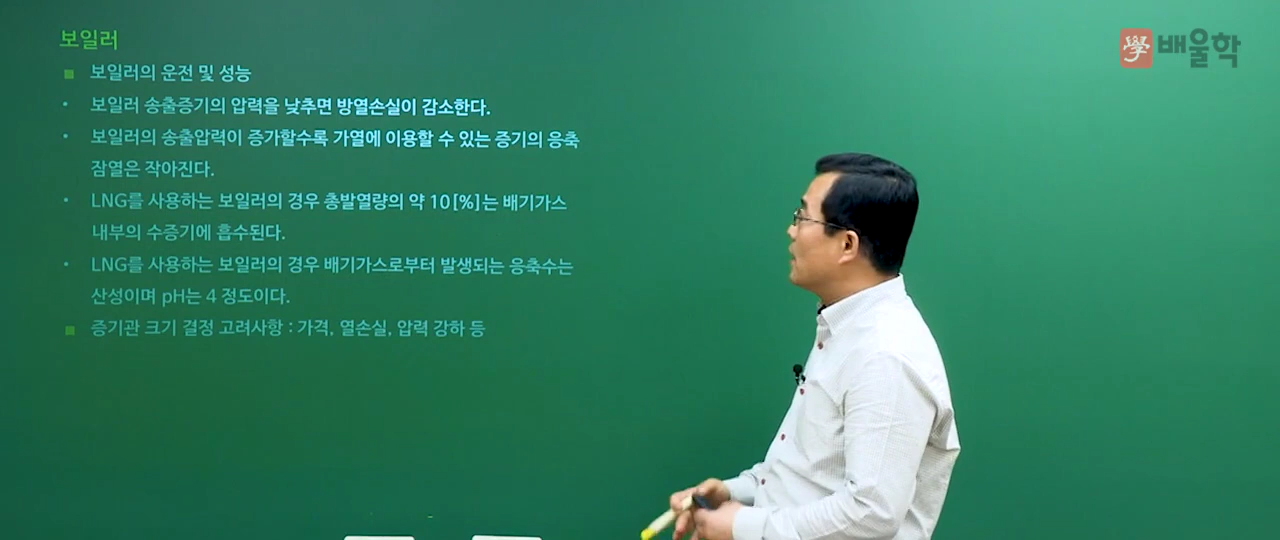 보일러
學 배울학
■ 보일러의 운전 및 성능
• 보일러 송출증기의 압력을 낮추면 방열손실이 감소한다.
• 보일러의 송출압력이 증가할수록 가열에 이용할 수 있는 증기의 응축
잠열은 작아진다.
• LNG를 사용하는 보일러의 경우 총발열량의 약 10[%]는 배기가스
내부의 수증기에 흡수된다.
• LNG를 사용하는 보일러의 경우 배기가스로부터 발생되는 응축수는
산성이며 pH는 4 정도이다.
■ 증기관 크기 결정 고려사항 : 가격, 열손실, 압력 강하 등